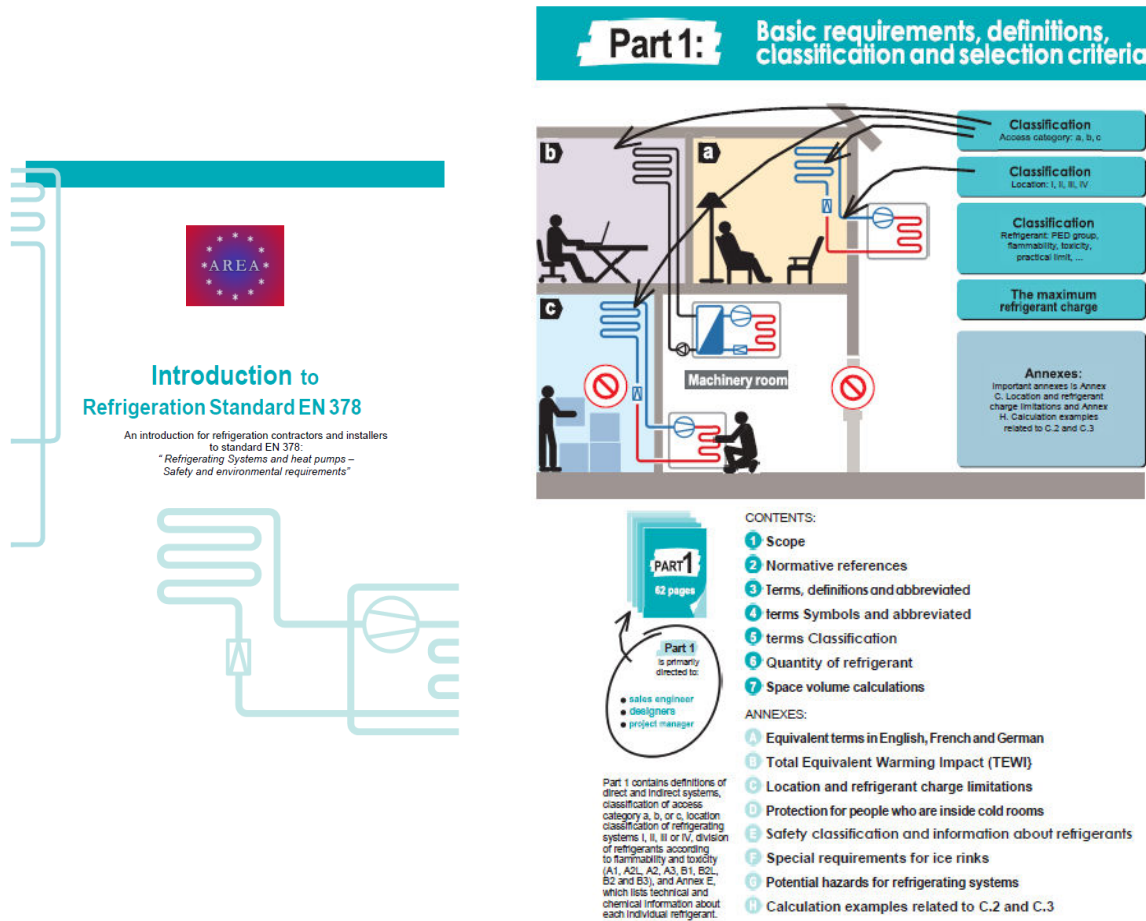 AREA
Introduction to
Refrigeration Standard EN 378
An introduction for refrigeration contractors and installers
to standard EN 378:
“ Refrigerating Systems and heat pumps –
Safety and environmental requirements”
Part 1:
Basic requirements, definitions,
classification and selection criteria
b
a
c
Machinery room
Classification
Access category: a, b, c
Classification
Location: I, II, III, IV
Classification
Refrigerant: PED group,
flammability, toxicity,
practical limit, ...
The maximum
refrigerant charge
Annexes:
Important annexes is Annex
C. Location and refrigerant
charge limitations and Annex
H. Calculation examples
related to C.2 and C.3
PART 1
62 pages
Part 1
is primarily
directed to:
• sales engineer
• designers
• project manager
Part 1 contains definitions of
direct and indirect systems,
classification of access
category a, b, or c, location
classification of refrigerating
systems I, II, III or IV, division
of refrigerants according
to flammability and toxicity
(A1, A2L, A2, A3, B1, B2L,
B2 and B3), and Annex E,
which lists technical and
chemical information about
each individual refrigerant.
CONTENTS:
1 Scope
2 Normative references
3 Terms, definitions and abbreviated
4 terms Symbols and abbreviated
5 terms Classification
6 Quantity of refrigerant
7 Space volume calculations
ANNEXES:
A Equivalent terms in English, French and German
B Total Equivalent Warming Impact (TEWI}
C Location and refrigerant charge limitations
D Protection for people who are inside cold rooms
E Safety classification and information about refrigerants
F Special requirements for ice rinks
G Potential hazards for refrigerating systems
H Calculation examples related to C.2 and C.3